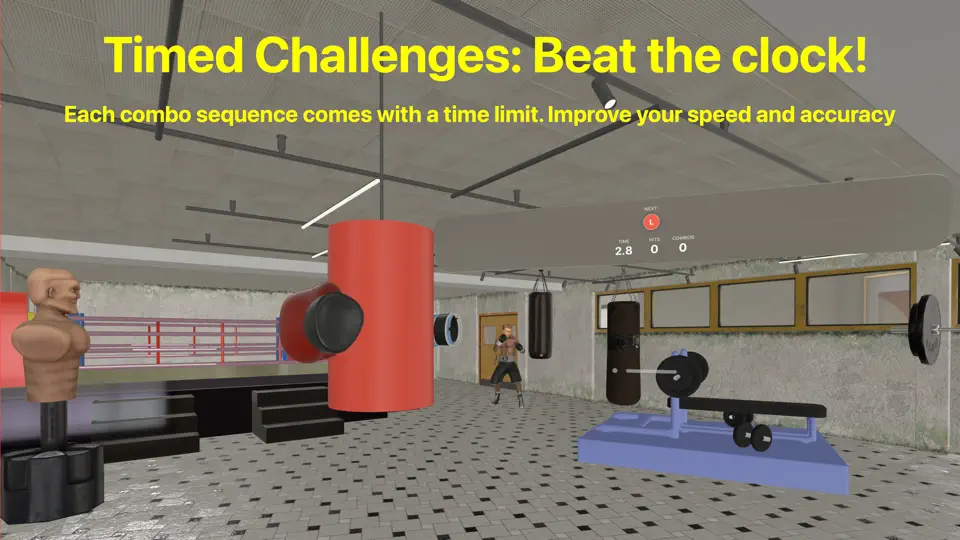 Timed Challenges: Beat the clock!
Each combo sequence comes with a time limit. Improve your speed and accuracy
NEXT:
L
TIME HITS COMBOS
2.8 0 0